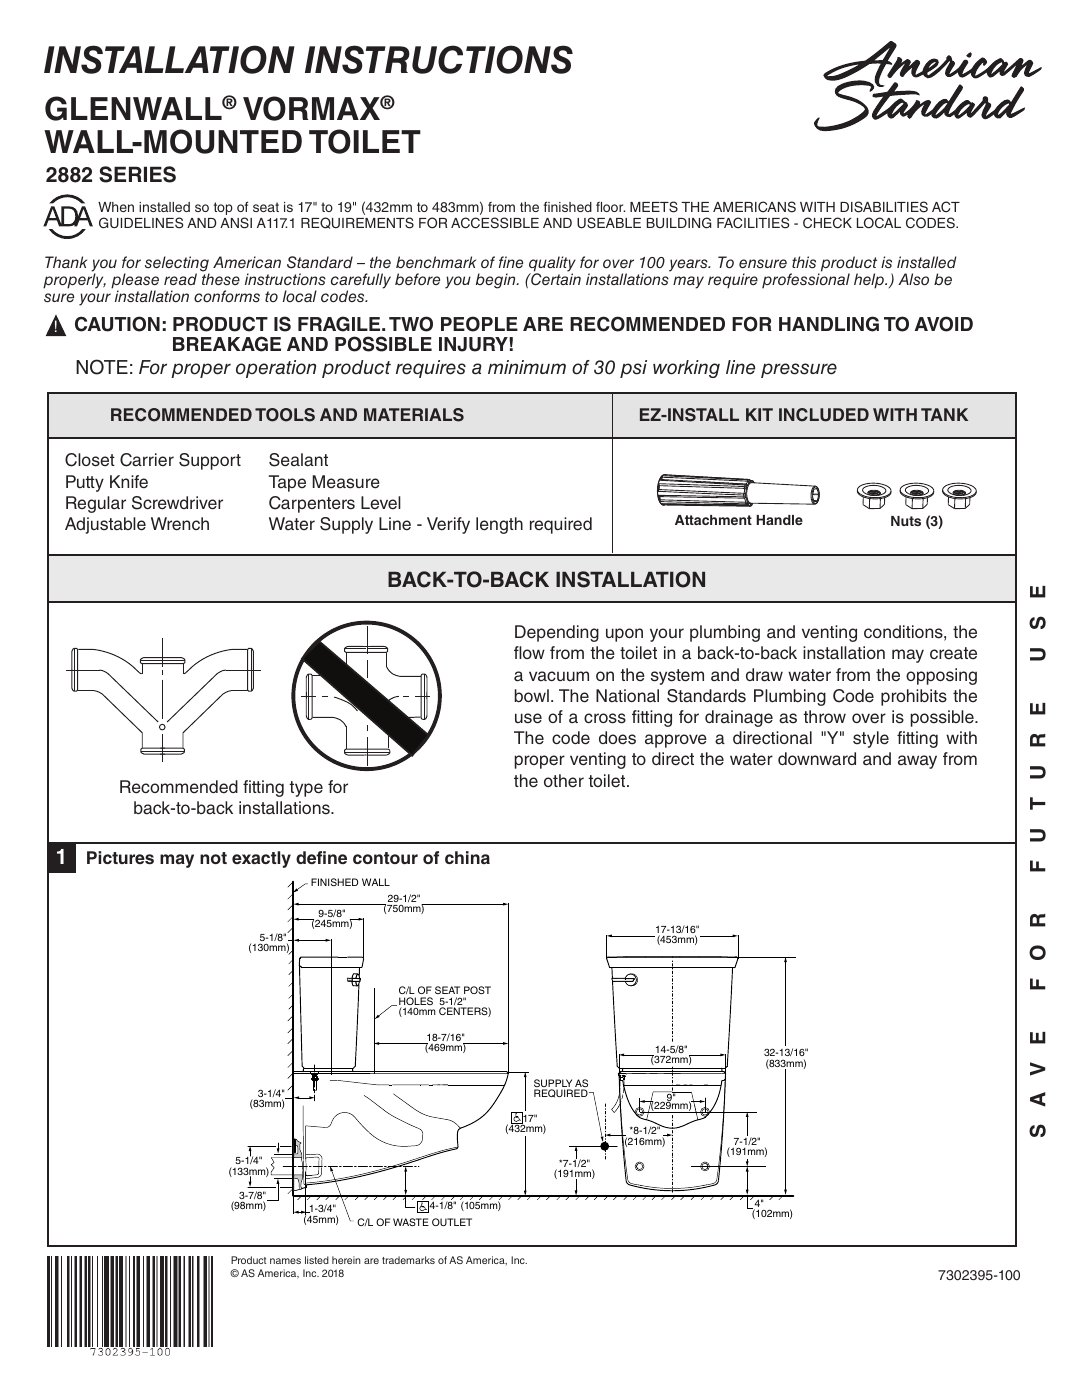 INSTALLATION INSTRUCTIONS
American
Standard
GLENWALL® VORMAX®
WALL-MOUNTED TOILET
2882 SERIES
ADA
When installed so top of seat is 17" to 19" (432mm to 483mm) from the finished floor. MEETS THE AMERICANS WITH DISABILITIES ACT
GUIDELINES AND ANSI A117.1 REQUIREMENTS FOR ACCESSIBLE AND USEABLE BUILDING FACILITIES - CHECK LOCAL CODES.
Thank you for selecting American Standard – the benchmark of fine quality for over 100 years. To ensure this product is installed
properly, please read these instructions carefully before you begin. (Certain installations may require professional help.) Also be
sure your installation conforms to local codes.
! CAUTION: PRODUCT IS FRAGILE. TWO PEOPLE ARE RECOMMENDED FOR HANDLING TO AVOID
BREAKAGE AND POSSIBLE INJURY!
NOTE: For proper operation product requires a minimum of 30 psi working line pressure
RECOMMENDED TOOLS AND MATERIALS
Closet Carrier Support
Putty Knife
Regular Screwdriver
Adjustable Wrench
Sealant
Tape Measure
Carpenters Level
Water Supply Line - Verify length required
EZ-INSTALL KIT INCLUDED WITH TANK
Attachment Handle
Nuts (3)
BACK-TO-BACK INSTALLATION
Recommended fitting type for
back-to-back installations.
Depending upon your plumbing and venting conditions, the
flow from the toilet in a back-to-back installation may create
a vacuum on the system and draw water from the opposing
bowl. The National Standards Plumbing Code prohibits the
use of a cross fitting for drainage as throw over is possible.
The code does approve a directional "Y" style fitting with
proper venting to direct the water downward and away from
the other toilet.
1 Pictures may not exactly define contour of china
FINISHED WALL
29-1/2"
(750mm)
9-5/8"
(245mm)
5-1/8"
(130mm)
C/L OF SEAT POST
HOLES 5-1/2"
(140mm CENTERS)
18-7/16"
(469mm)
3-1/4"
(83mm)
17"
(432mm)
5-1/4"
(133mm)
3-7/8"
(98mm)
1-3/4"
(45mm)
4-1/8" (105mm)
C/L OF WASTE OUTLET
17-13/16"
(453mm)
14-5/8"
(372mm)
32-13/16"
(833mm)
SUPPLY AS
REQUIRED
9"
(229mm)
*8-1/2"
(216mm)
*7-1/2"
(191mm)
7-1/2"
(191mm)
4"
(102mm)
SAVE FOR FUTURE USE
7302395-100
Product names listed herein are trademarks of AS America, Inc.
© AS America, Inc. 2018
7302395-100